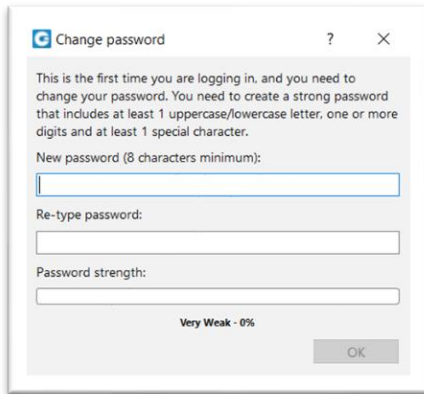 Change password
This is the first time you are logging in, and you need to
change your password. You need to create a strong password
that includes at least 1 uppercase/lowercase letter, one or more
digits and at least 1 special character.
New password (8 characters minimum):
Re-type password:
Password strength:
Very Weak - 0%
OK